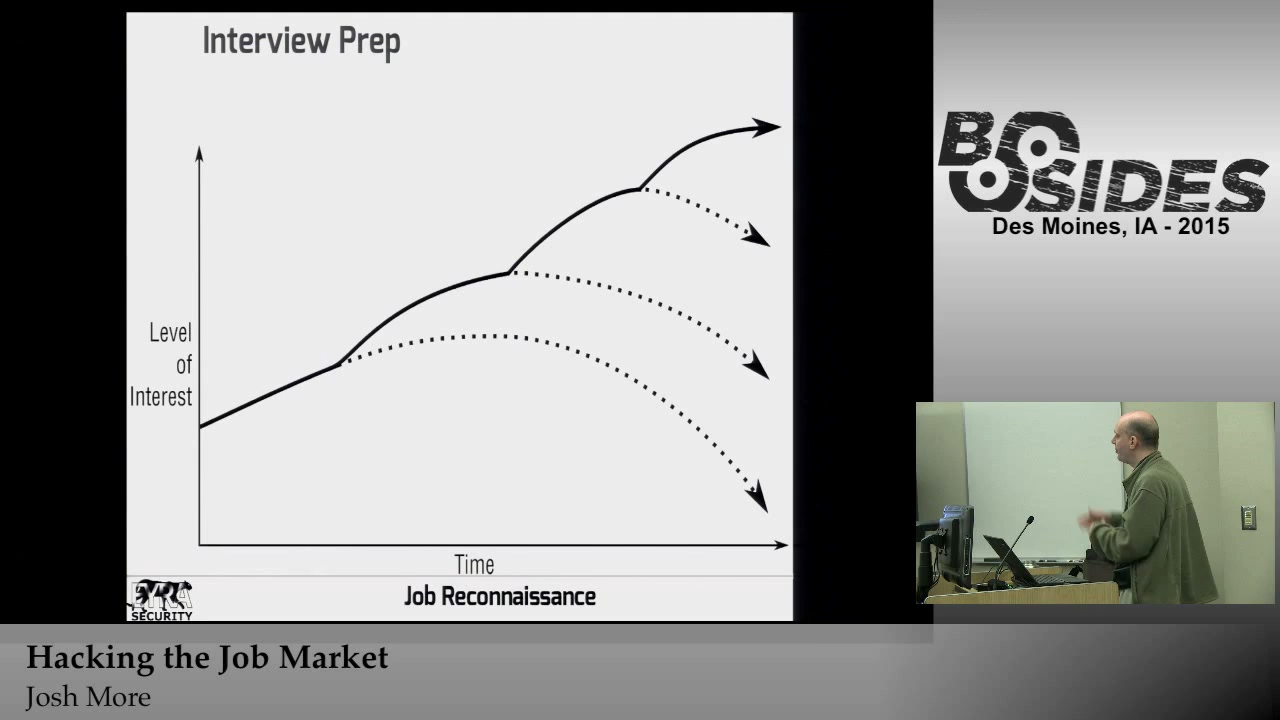 Interview Prep
Level
of
Interest
Time
Job Reconnaissance
EYRA
SECURITY
BSIDES
Des Moines, IA - 2015
Hacking the Job Market
Josh More